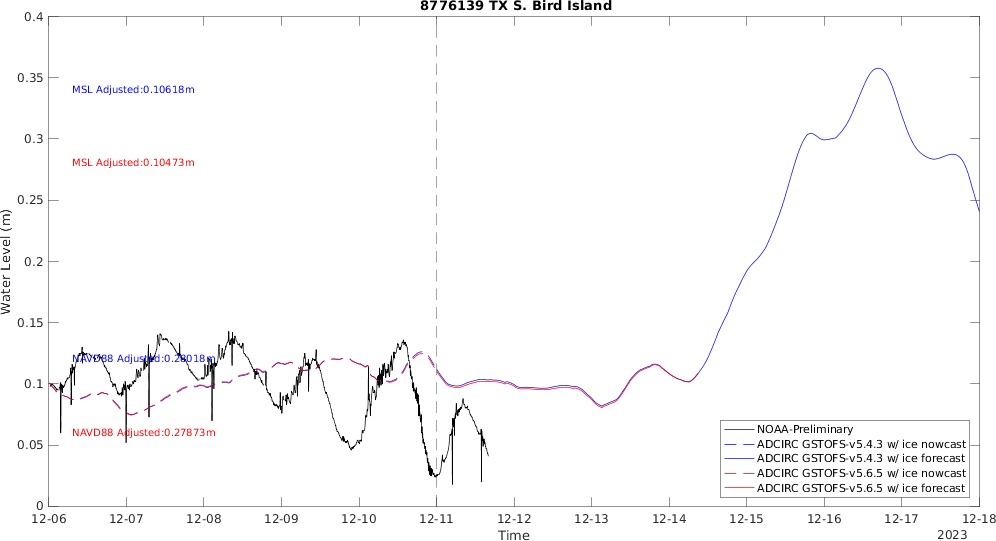 8776139 TX S. Bird Island
0.4
0.35
0.3
0.25
0.2
0.15
0.1
0.05
0
Water Level (m)
MSL Adjusted:0.10618m
MSL Adjusted:0.10473m
NAVD88 Adjusted:0.28018m
NAVD88 Adjusted:0.27873m
NOAA-Preliminary
ADCIRC GSTOFS-v5.4.3 w/ ice nowcast
ADCIRC GSTOFS-v5.4.3 w/ ice forecast
ADCIRC GSTOFS-v5.6.5 w/ ice nowcast
ADCIRC GSTOFS-v5.6.5 w/ ice forecast
12-06 12-07 12-08 12-09 12-10 12-11 12-12 12-13 12-14 12-15 12-16 12-17 12-18
Time
2023